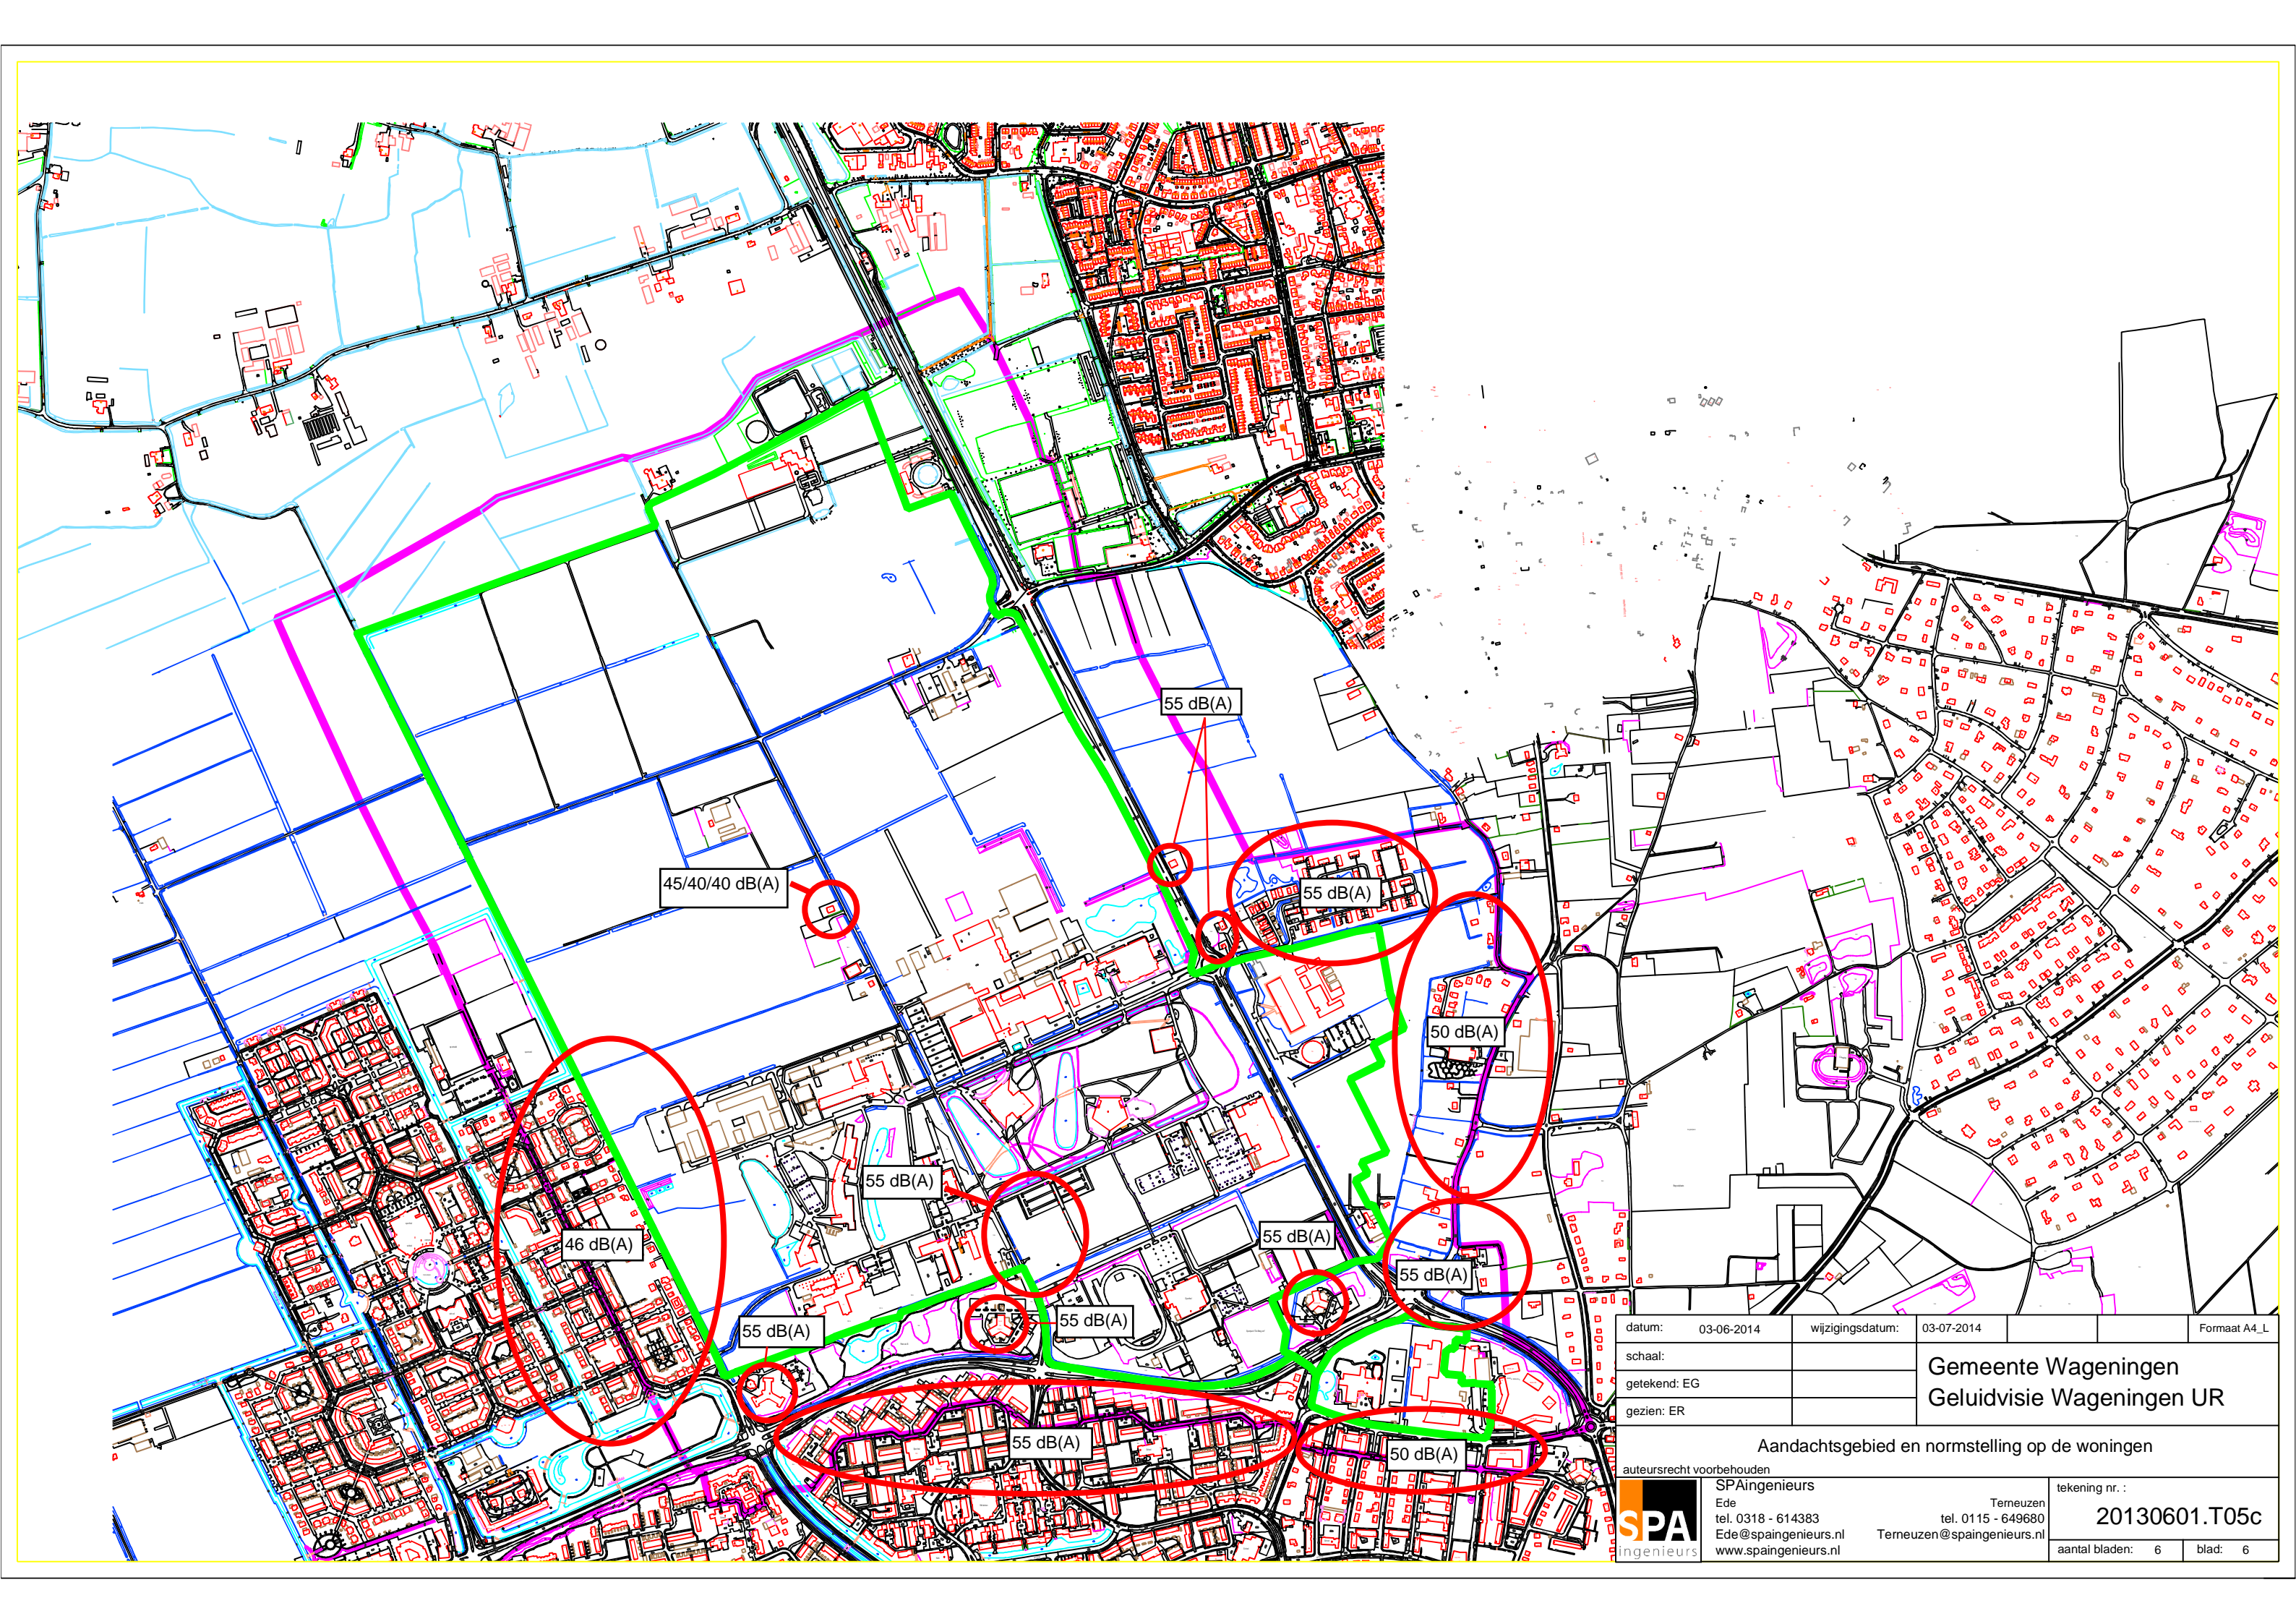 55 dB(A)
45/40/40 dB(A)
55 dB(A)
50 dB(A)
55 dB(A)
46 dB(A)
55 dB(A)
55 dB(A)
55 dB(A)
55 dB(A)
55 dB(A)
50 dB(A)
datum: 03-06-2014 wijzigingsdatum: 03-07-2014 Formaat A4_L
schaal:
getekend: EG
gezien: ER
Gemeente Wageningen
Geluidvisie Wageningen UR
Aandachtsgebied en normstelling op de woningen
auteursrecht voorbehouden
SPA
ingenieurs
SPAingenieurs
Ede Terneuzen
tel. 0318 - 614383 tel. 0115 - 649680
Ede@spaingenieurs.nl Terneuzen@spaingenieurs.nl
www.spaingenieurs.nl
tekening nr. :
20130601.T05c
aantal bladen: 6 blad: 6